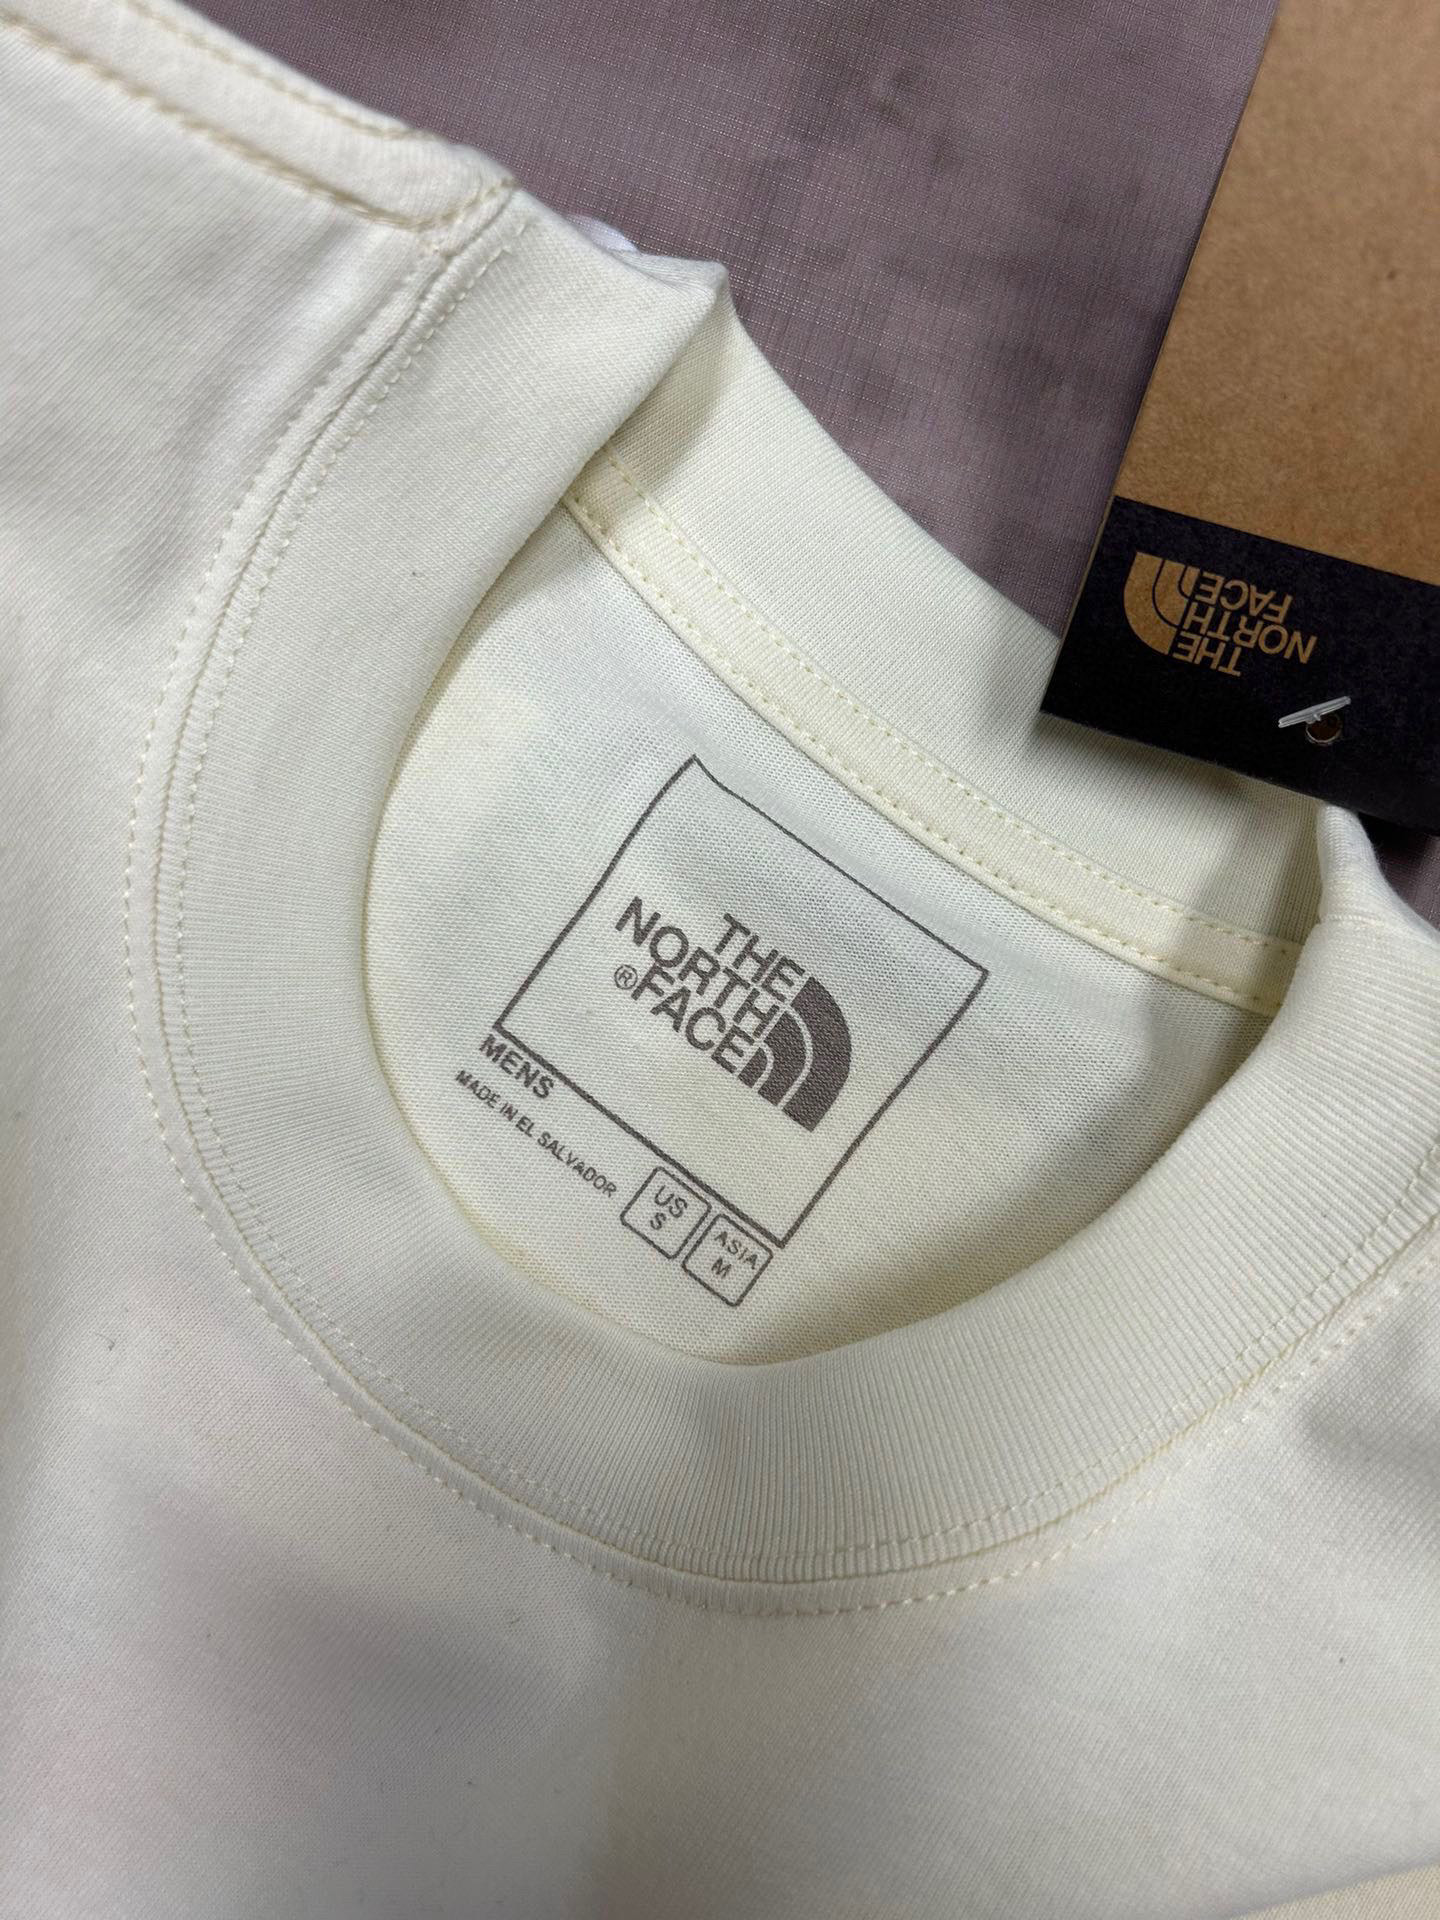 THE
NORTH
FACE
THE
NORTH
®FACE
MENS
MADE IN EL SALVADOR
US
S
ASIA
M